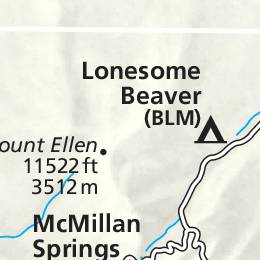 Lonesome
Beaver
(BLM)
ount Ellen
11522 ft
3512 m
McMillan
Springs